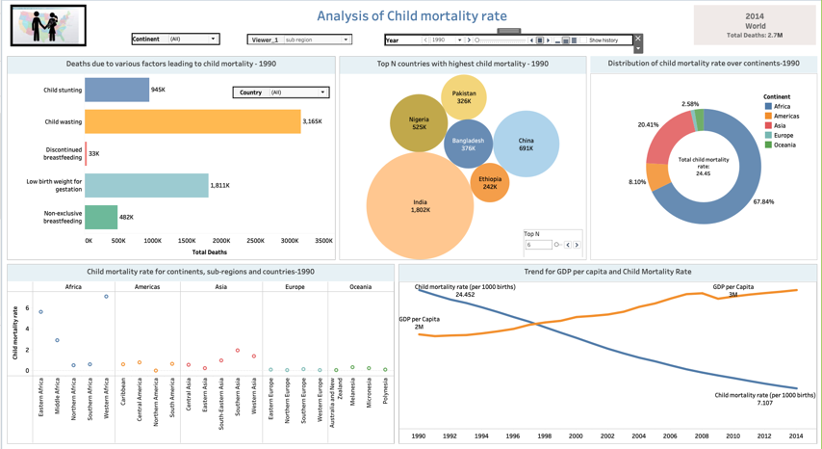 Analysis of Child mortality rate
Continent (All)
Viewer_1 sub region
Year 1990 Show history
2014
World
Total Deaths: 2.7M
Deaths due to various factors leading to child mortality - 1990
Country (All)
Child stunting 945K
Child wasting 3,165K
Discontinued
breastfeeding 33K
Low birth weight for
gestation 1,811K
Non-exclusive
breastfeeding 482K
0K 500K 1000K 1500K 2000K 2500K 3000K 3500K
Total Deaths
Top N countries with highest child mortality - 1990
Pakistan
326K
Nigeria
525K
Bangladesh
376K
China
691K
Ethiopia
242K
India
1,802K
Top N
6
Distribution of child mortality rate over continents-1990
Continent
Africa
Americas
Asia
Europe
Oceania
2.58%
20.41%
8.10%
67.84%
Total child mortality
rate:
24.45
Child mortality rate for continents, sub-regions and countries-1990
Africa Americas Asia Europe Oceania
Child mortality rate
6
4
2
0
Eastern Africa
Middle Africa
Northern Africa
Southern Africa
Western Africa
Caribbean
Central America
Northern America
South America
Central Asia
Eastern Asia
South-Eastern Asia
Southern Asia
Western Asia
Eastern Europe
Northern Europe
Southern Europe
Western Europe
Australia and New
Zealand
Melanesia
Micronesia
Polynesia
Trend for GDP per capita and Child Mortality Rate
Child mortality rate (per 1000 births)
24.452
GDP per Capita
3M
GDP per Capita
2M
Child mortality rate (per 1000 births)
7.107
1990 1992 1994 1996 1998 2000 2002 2004 2006 2008 2010 2012 2014